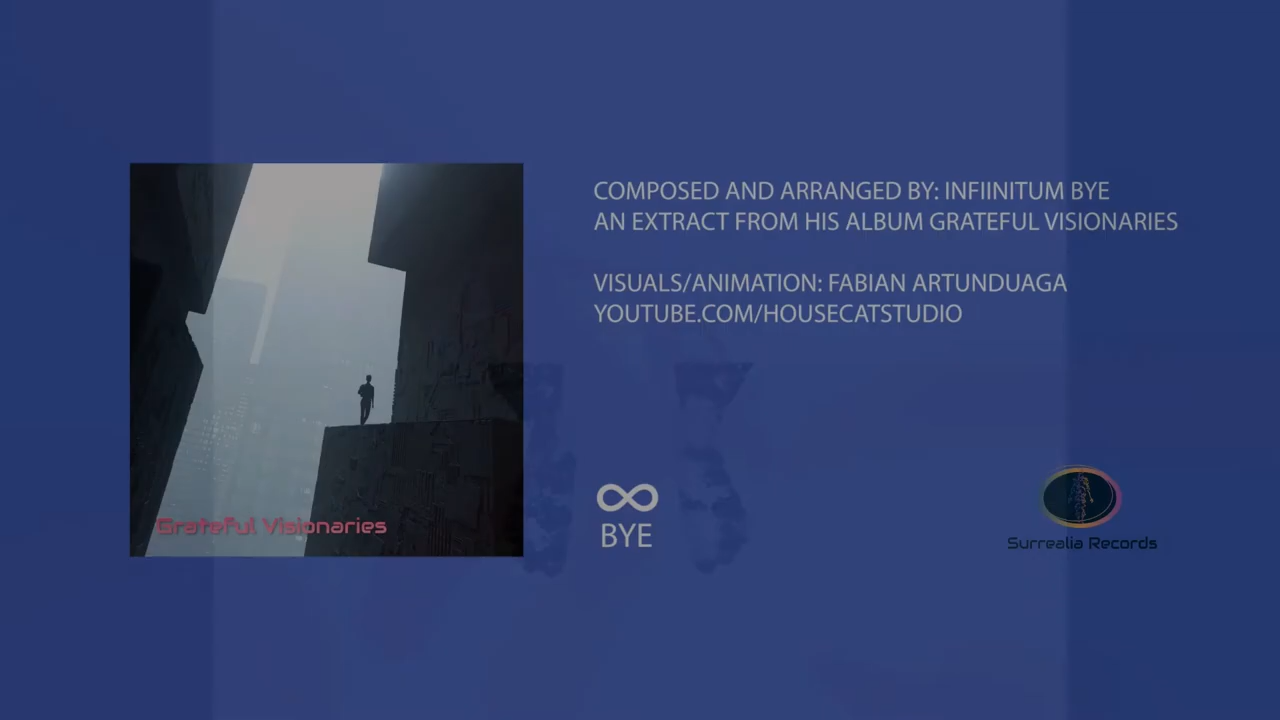 COMPOSED AND ARRANGED BY: INFIINITUM BYE
AN EXTRACT FROM HIS ALBUM GRATEFUL VISIONARIES
VISUALS/ANIMATION: FABIAN ARTUNDUAGA
YOUTUBE.COM/HOUSECATSTUDIO
Grateful Visionaries
∞
BYE
Surrealia Records